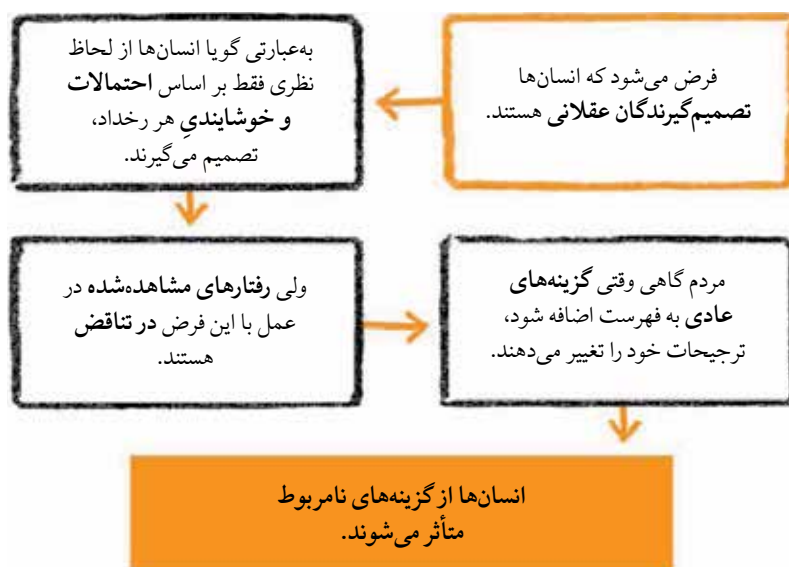 فرض می‌شود که انسان‌ها
تصمیم‌گیرندگان عقلانی هستند.
به‌عبارتی گویا انسان‌ها از لحاظ
نظری فقط بر اساس احتمالات
و خوشایندیِ هر رخداد،
تصمیم می‌گیرند.
ولی رفتارهای مشاهده‌شده در
عمل با این فرض در تناقض
هستند.
مردم گاهی وقتی گزینه‌های
عادی به فهرست اضافه شود،
ترجیحات خود را تغییر می‌دهند.
انسان‌ها از گزینه‌های نامربوط
متأثر می‌شوند.